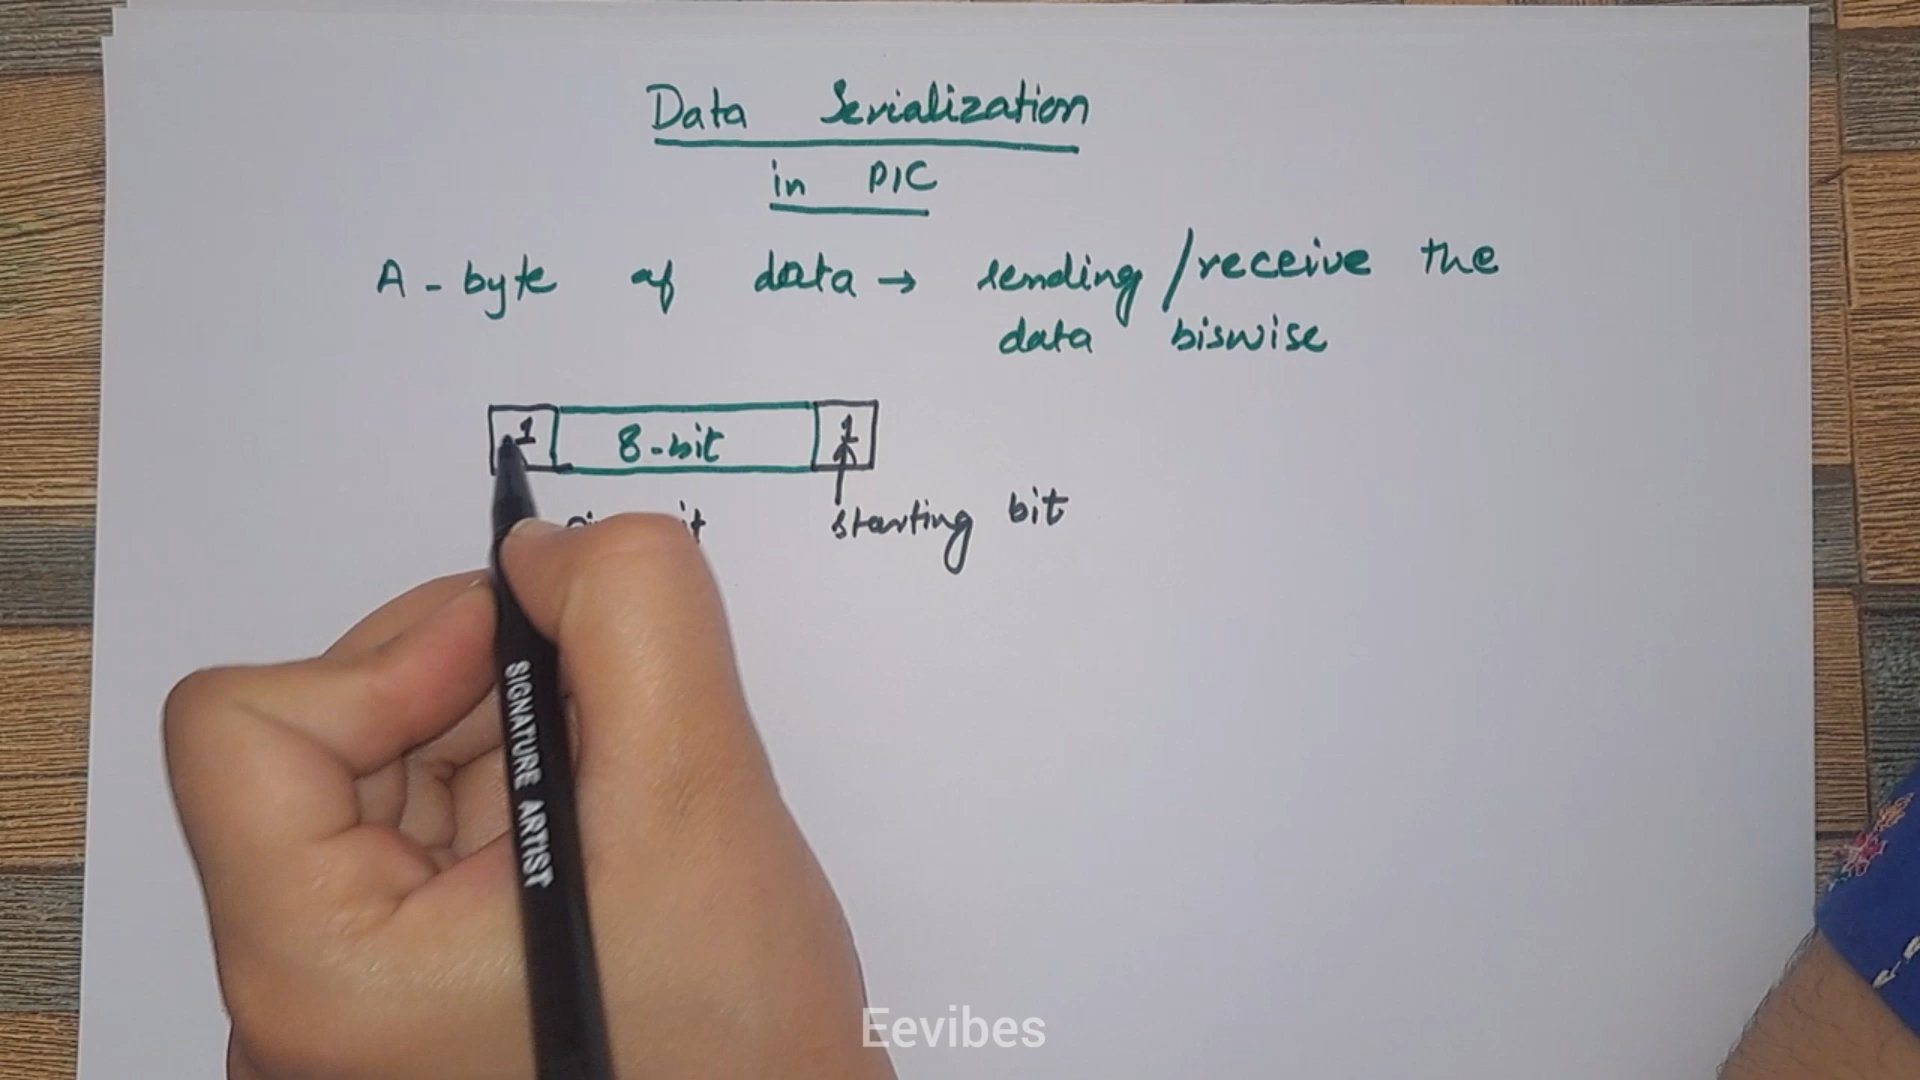 Data Serialization
in PIC
A-byte of data → sending/receive the
data biswise
1 8-bit 1
starting bit
SIGNATURE ARTIST
Eevibes